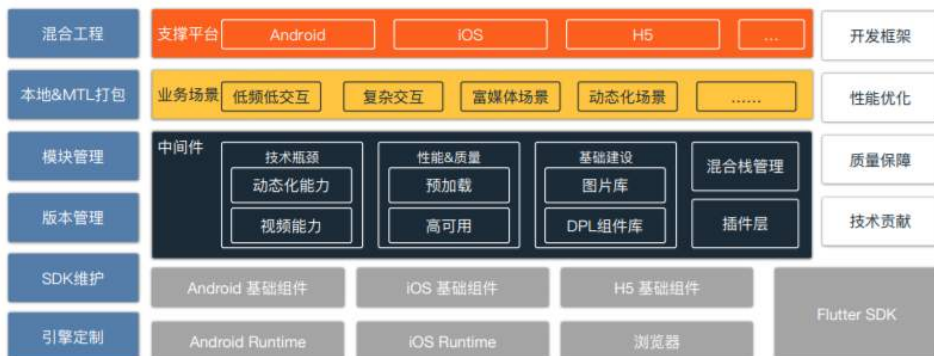 混合工程
本地&MTL打包
模块管理
版本管理
SDK维护
引擎定制
支撑平台
Android
iOS
H5
...
业务场景
低频低交互
复杂交互
富媒体场景
动态化场景
......
中间件
技术瓶颈
动态化能力
视频能力
性能&质量
预加载
高可用
基础建设
图片库
DPL组件库
混合栈管理
插件层
Android 基础组件
iOS 基础组件
H5 基础组件
Android Runtime
iOS Runtime
浏览器
Flutter SDK
开发框架
性能优化
质量保障
技术贡献